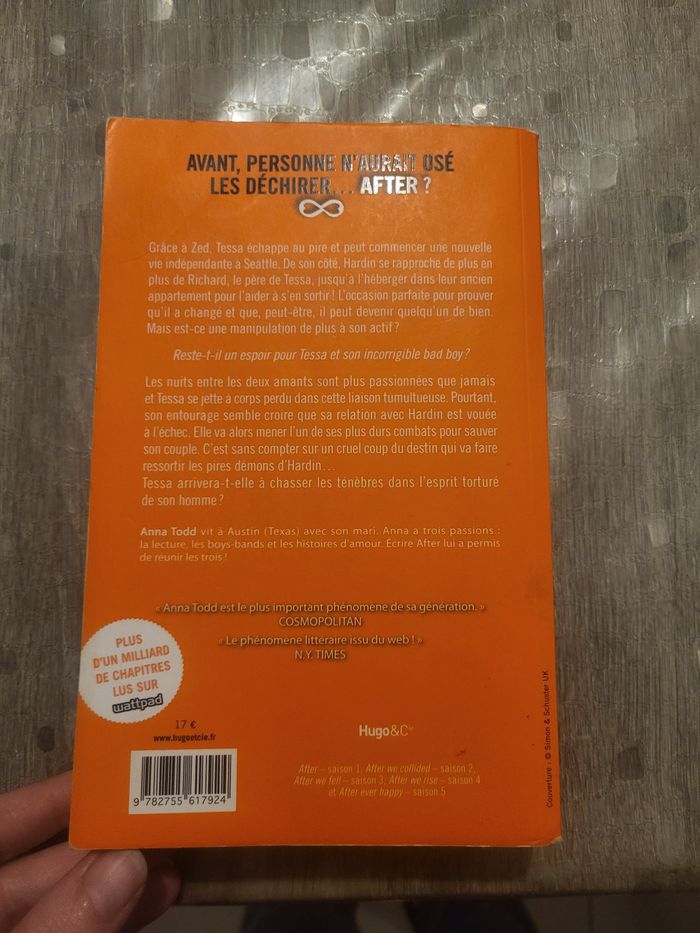 AVANT, PERSONNE N'AURAIT OSÉ
LES DÉCHIRER... AFTER ?
Grâce à Zed, Tessa échappe au pire et peut commencer une nouvelle
vie indépendante à Seattle. De son côté, Hardin se rapproche de plus en
plus de Richard, le père de Tessa, jusqu'à l'héberger dans leur ancien
appartement pour l'aider à s'en sortir ! L'occasion parfaite pour prouver
qu'il a changé et que, peut-être, il peut devenir quelqu'un de bien.
Mais est-ce une manipulation de plus à son actif ?
Reste-t-il un espoir pour Tessa et son incorrigible bad boy ?
Les nuits entre les deux amants sont plus passionnées que jamais
et Tessa se jette à corps perdu dans cette liaison tumultueuse. Pourtant,
son entourage semble croire que sa relation avec Hardin est vouée
à l'échec. Elle va alors mener l'un de ses plus durs combats pour sauver
son couple. C'est sans compter sur un cruel coup du destin qui va faire
ressortir les pires démons d'Hardin...
Tessa arrivera-t-elle à chasser les ténèbres dans l'esprit torturé
de son homme ?
Anna Todd vit à Austin (Texas) avec son mari. Anna a trois passions :
la lecture, les boys-bands et les histoires d'amour. Écrire After lui a permis
de réunir les trois !
« Anna Todd est le plus important phénomène de sa génération. »
COSMOPOLITAN
« Le phénomène littéraire issu du web ! »
N.Y. TIMES
PLUS
D'UN MILLIARD
DE CHAPITRES
LUS SUR
wattpad
17 €
www.hugoetcie.fr
9 782755 617924
Hugo&Cie
After – saison 1, After we collided – saison 2,
After we fell – saison 3, After we rise – saison 4
et After ever happy – saison 5
Couverture : © Simon & Schuster UK